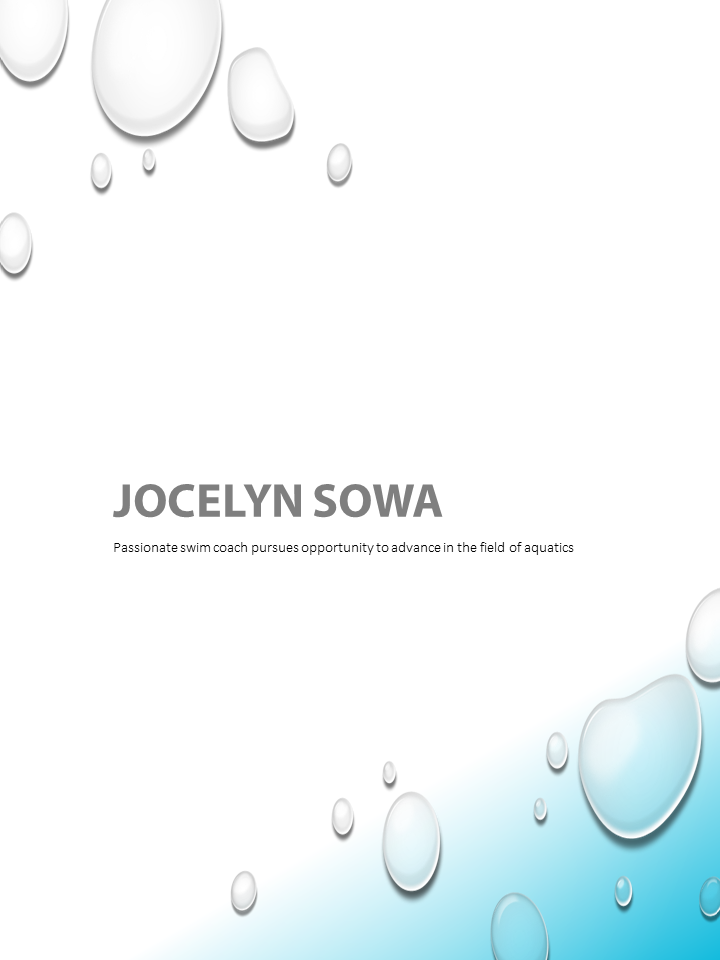 JOCELYN SOWA
Passionate swim coach pursues opportunity to advance in the field of aquatics